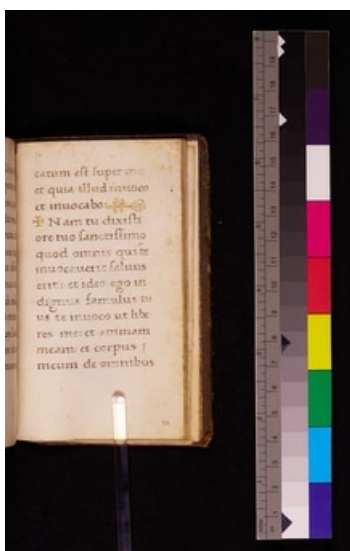 catum est super me
et quia illud inuoco
et inuocabo.
✠ Nam tu dixisti
ore tuo sanctissimo
quod omnis qui te
inuocauerit saluus
erit: et ideo ego in
dignus famulus tu
us te inuoco ut libe
res me: et animam
meam: et corpus
meum de omnibus